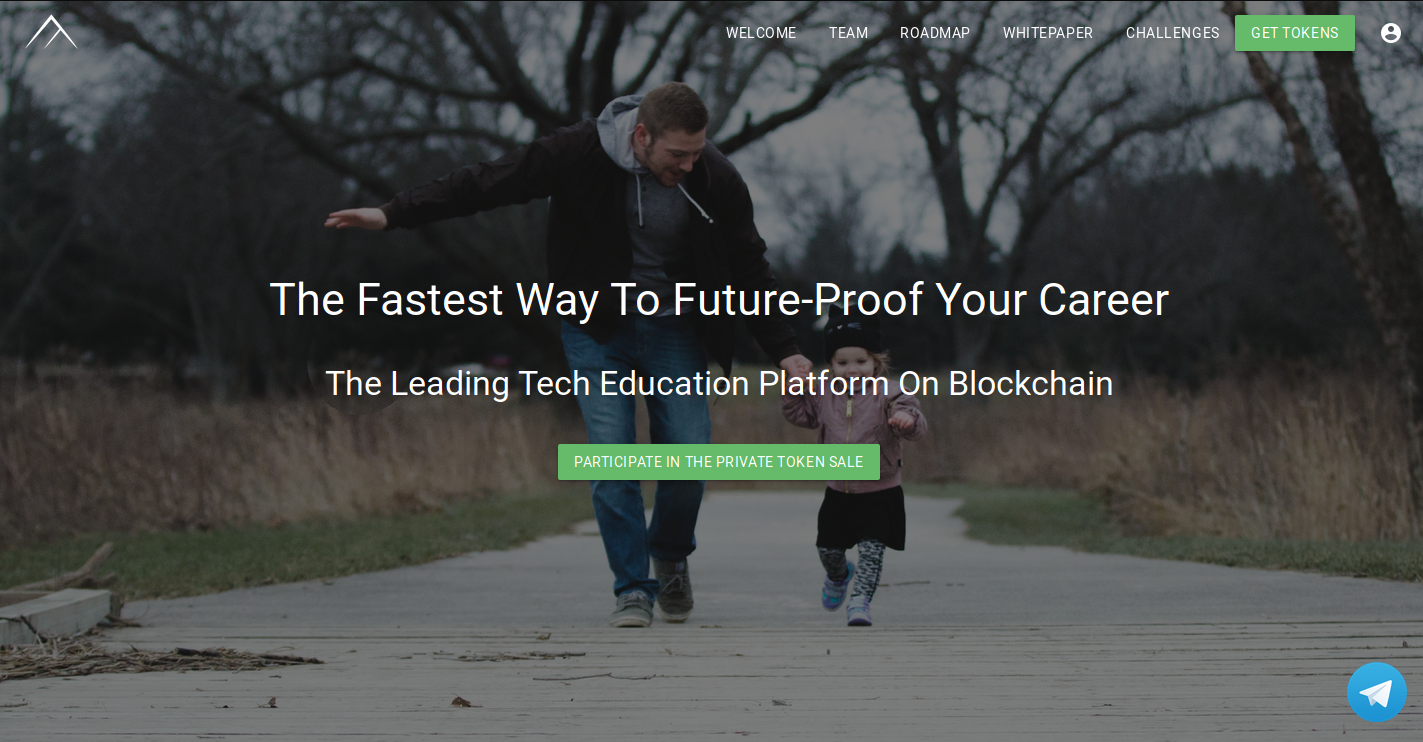 WELCOME TEAM ROADMAP WHITEPAPER CHALLENGES GET TOKENS
The Fastest Way To Future-Proof Your Career
The Leading Tech Education Platform On Blockchain
PARTICIPATE IN THE PRIVATE TOKEN SALE